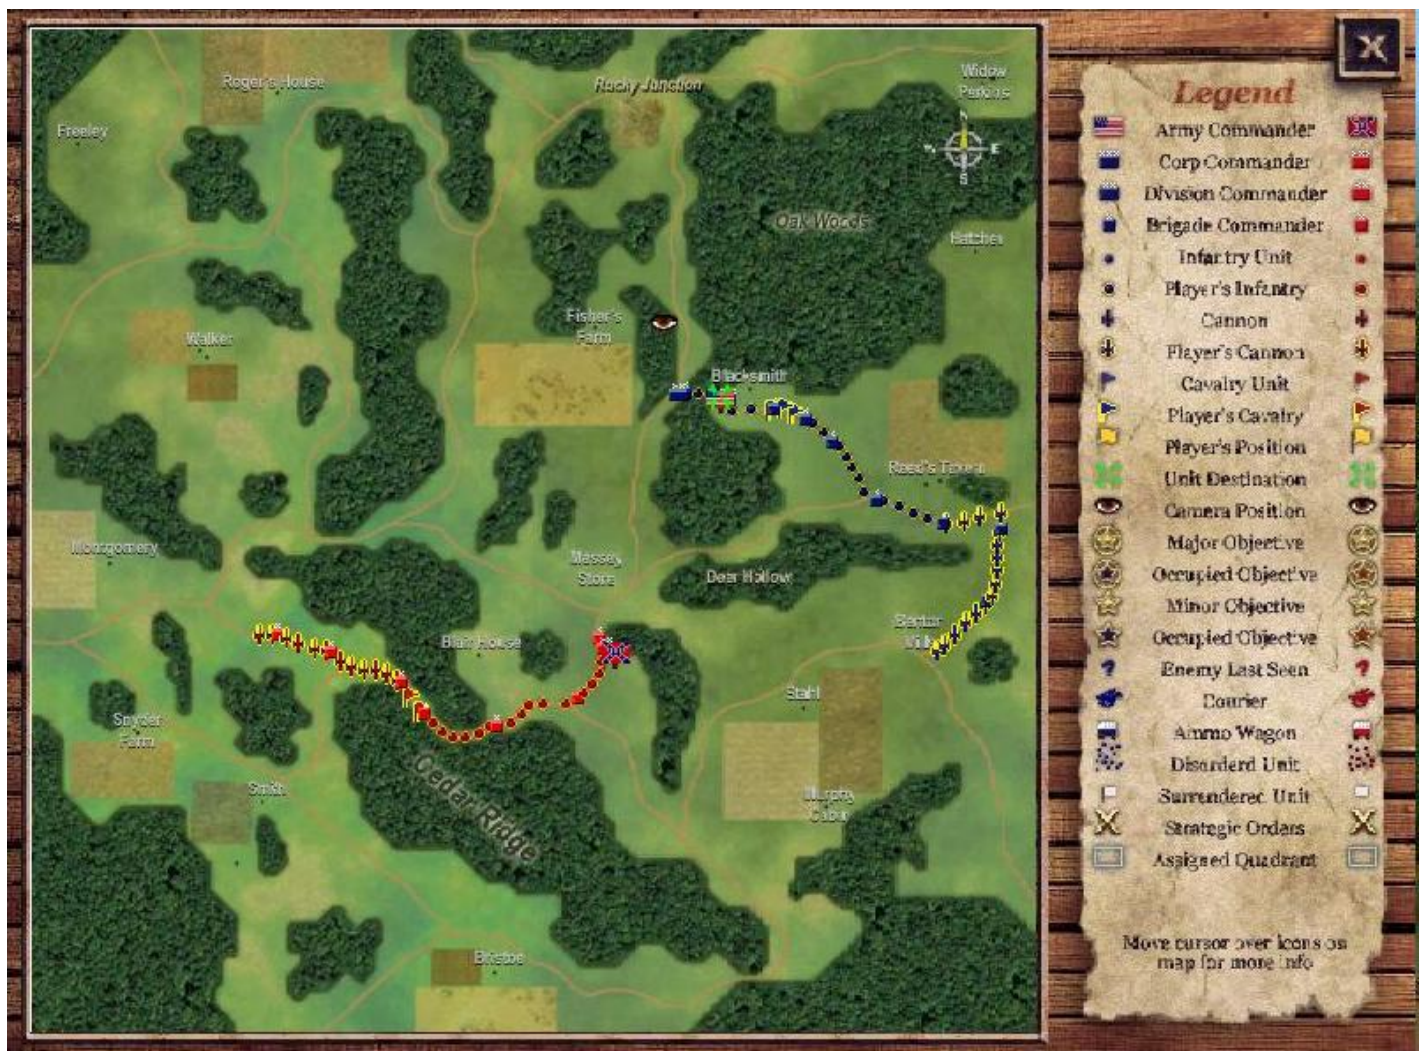 Roger's House
Rocky Junction
Widow
Perkins
Freeley
N
E
S
Oak Woods
Hatcher
Fisher's
Farm
Walker
Blacksmith
Reed's Tavern
Montgomery
Massey
Store
Deer Hollow
Blair House
Stahl
Snyder
Farm
Smith
Cedar Ridge
Murphy
Bristoe
X
Legend
Army Commander
Corp Commander
Division Commander
Brigade Commander
Infantry Unit
Player's Infantry
Cannon
Player's Cannon
Cavalry Unit
Player's Cavalry
Player's Position
Unit Destination
Camera Position
Major Objective
Occupied Objective
Minor Objective
Occupied Objective
Enemy Last Seen
Courier
Ammo Wagon
Disorderd Unit
Surrendered Unit
Strategic Orders
Assigned Quadrant
Move cursor over icons on
map for more info